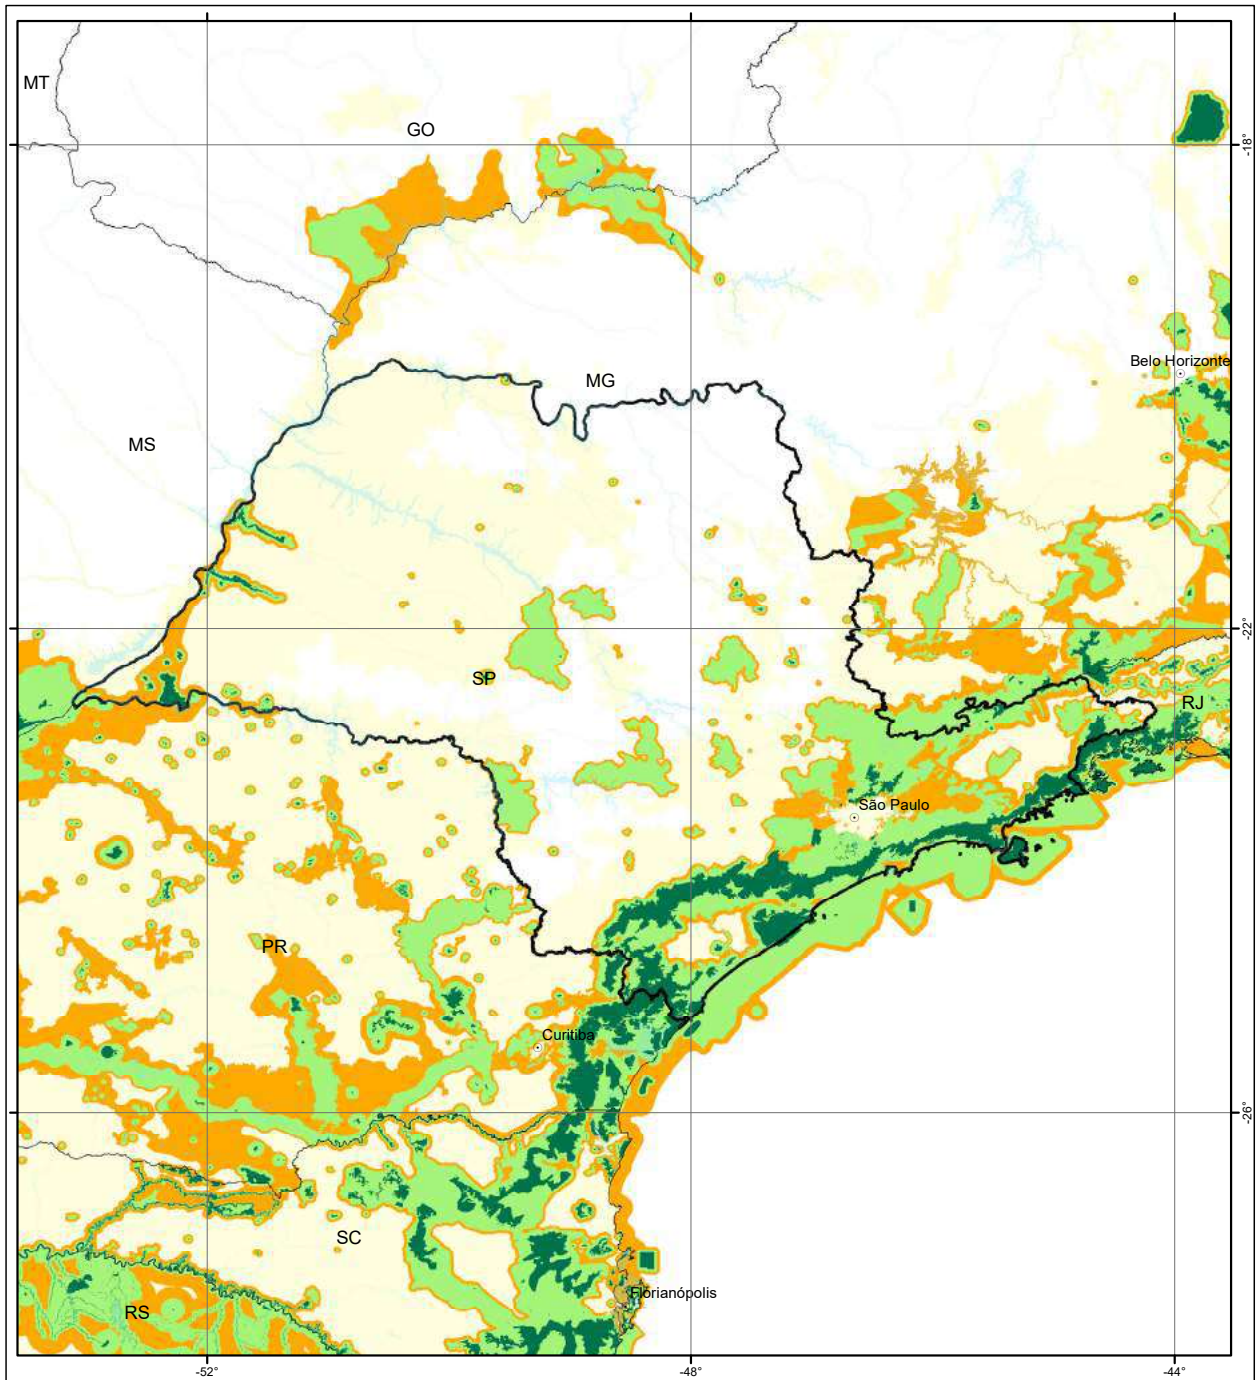 MT
GO
-18°
Belo Horizonte
MG
MS
-22°
SP
RJ
São Paulo
PR
Curitiba
-26°
SC
Florianópolis
RS
-52°
-48°
-44°